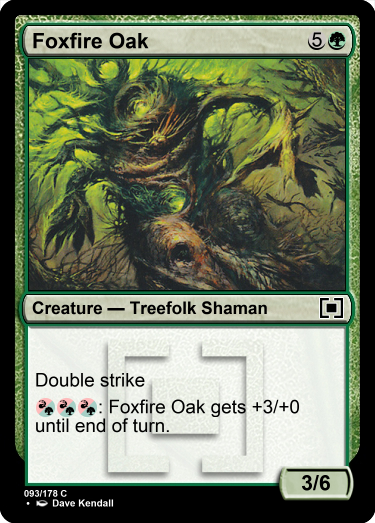 Foxfire Oak 5
Creature — Treefolk Shaman
Double strike
: Foxfire Oak gets +3/+0
until end of turn.
3/6
093/178 C
• Dave Kendall